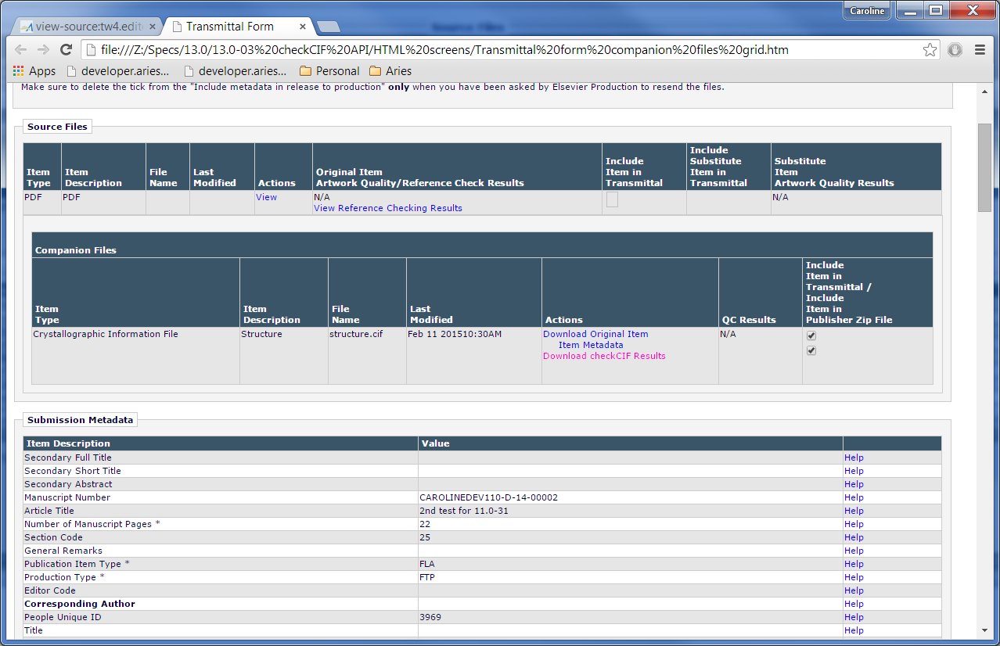 Caroline
view-source:tw4.edit
Transmittal Form
file:///Z:/Specs/13.0/13.0-03%20checkCIF%20API/HTML%20screens/Transmittal%20form%20companion%20files%20grid.htm
Apps developer.aries... developer.aries... Personal Aries
Make sure to delete the tick from the "Include metadata in release to production" only when you have been asked by Elsevier Production to resend the files.
Source Files
Item Type
Item Description
File Name
Last Modified
Actions
Original Item
Artwork Quality/Reference Check Results
Include Item in Transmittal
Include Substitute Item in Transmittal
Substitute Item
Artwork Quality Results
PDF PDF View N/A N/A
View Reference Checking Results
Companion Files
Item Type
Item Description
File Name
Last Modified
Actions
QC Results
Include
Item in
Transmittal /
Include
Item in
Publisher Zip File
Crystallographic Information File Structure structure.cif Feb 11 201510:30AM Download Original Item N/A
Item Metadata
Download checkCIF Results
Submission Metadata
Item Description Value
Secondary Full Title Help
Secondary Short Title Help
Secondary Abstract Help
Manuscript Number CAROLINEDEV110-D-14-00002 Help
Article Title 2nd test for 11.0-31 Help
Number of Manuscript Pages * 22 Help
Section Code 25 Help
General Remarks Help
Publication Item Type * FLA Help
Production Type * FTP Help
Editor Code Help
Corresponding Author Help
People Unique ID 3969 Help
Title Help